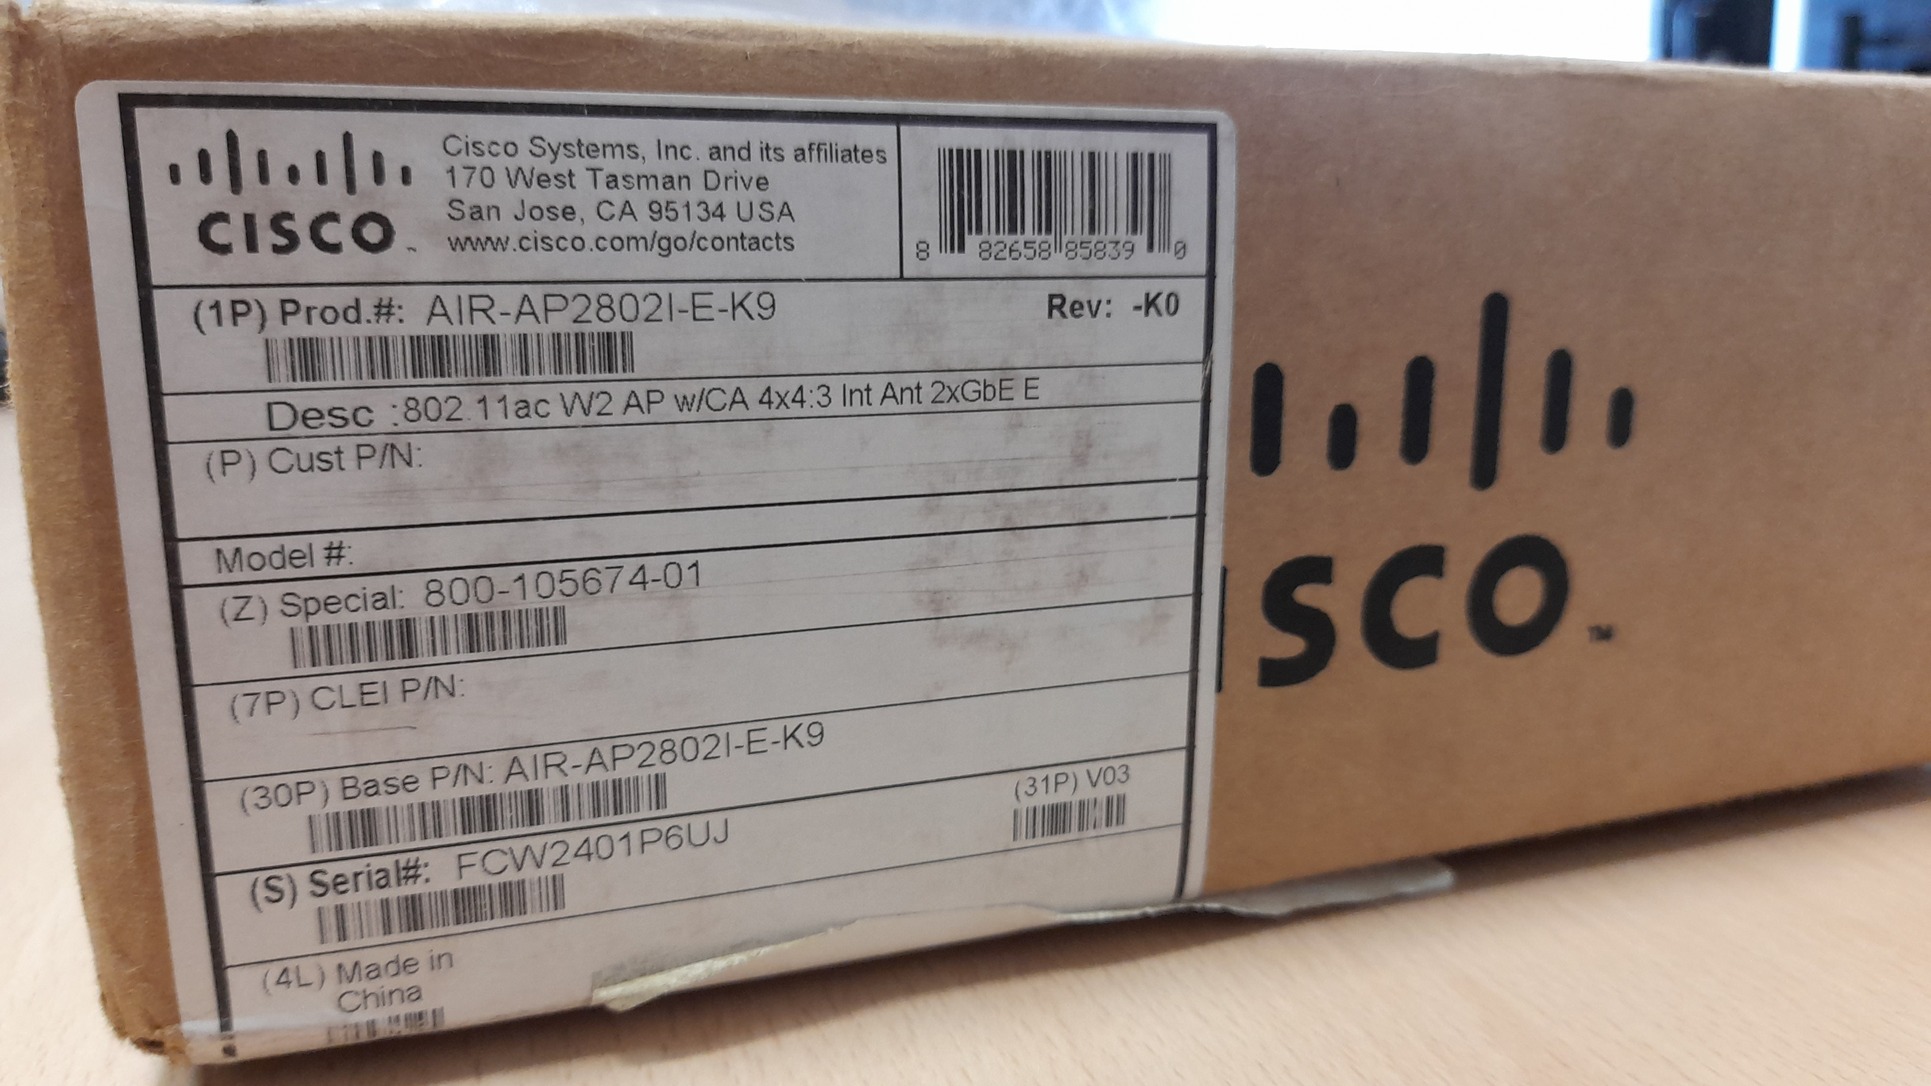 CISCO
Cisco Systems, Inc. and its affiliates
170 West Tasman Drive
San Jose, CA 95134 USA
www.cisco.com/go/contacts
8 82658 85839 0
(1P) Prod.#: AIR-AP2802I-E-K9
Rev: -K0
Desc :802.11ac W2 AP w/CA 4x4:3 Int Ant 2xGbE E
(P) Cust P/N:
Model #:
(Z) Special: 800-105674-01
(7P) CLEI P/N:
(30P) Base P/N: AIR-AP2802I-E-K9
(31P) V03
(S) Serial#: FCW2401P6UJ
(4L) Made in
China
ISCO™